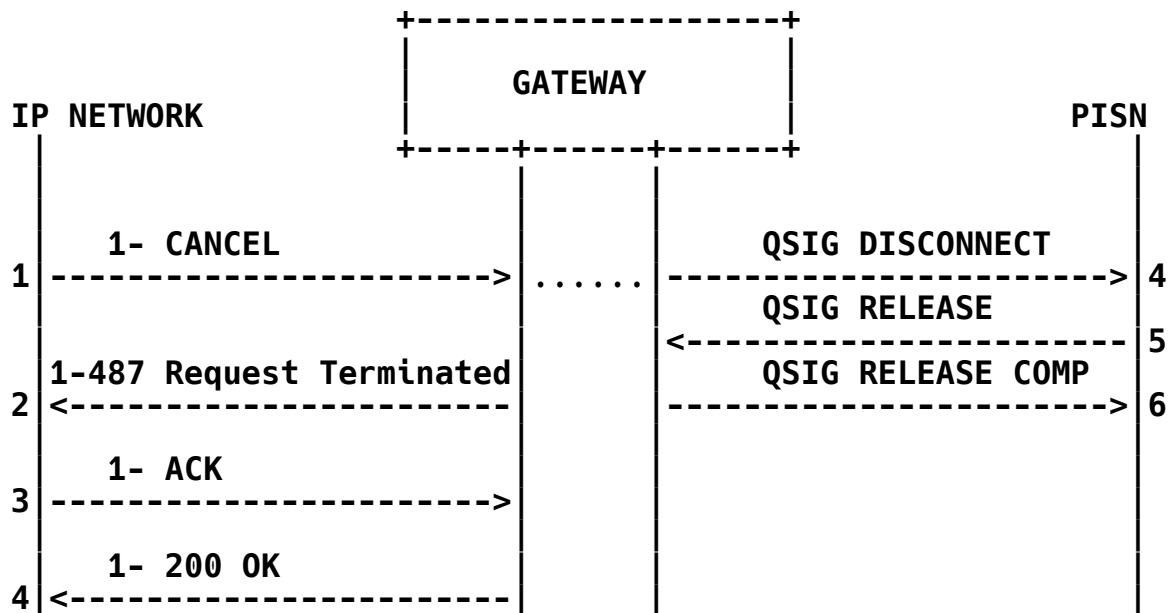 +-------------------+
GATEWAY
IP NETWORK PISN
+-----+------+------+
1- CANCEL QSIG DISCONNECT
1 |----------------------->|......|------------------------>| 4
QSIG RELEASE
<-----------------------| 5
1-487 Request Terminated QSIG RELEASE COMP
2 |<-----------------------| |------------------------>| 6
1- ACK
3 |----------------------->|
1- 200 OK
4 |<-----------------------|